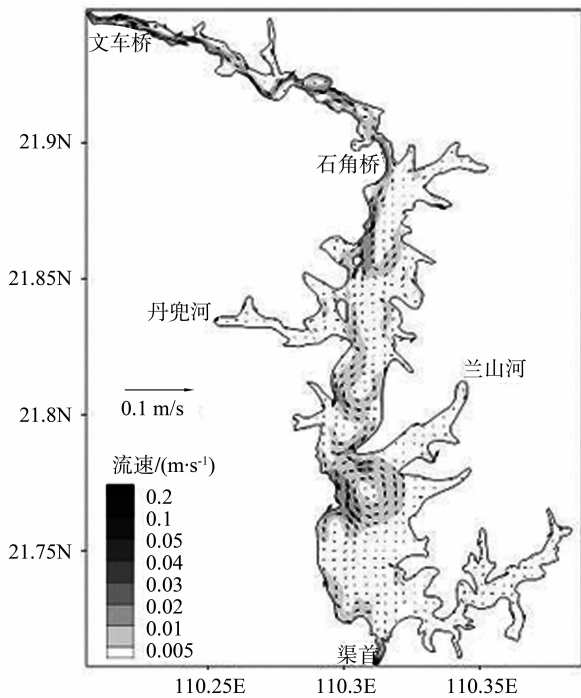 文车桥
21.9N
石角桥
21.85N
丹兜河
兰山河
0.1 m/s
21.8N
流速/(m·s⁻¹)
0.2
0.1
0.05
0.04
0.03
0.02
0.01
0.005
21.75N
渠首
110.25E
110.3E
110.35E